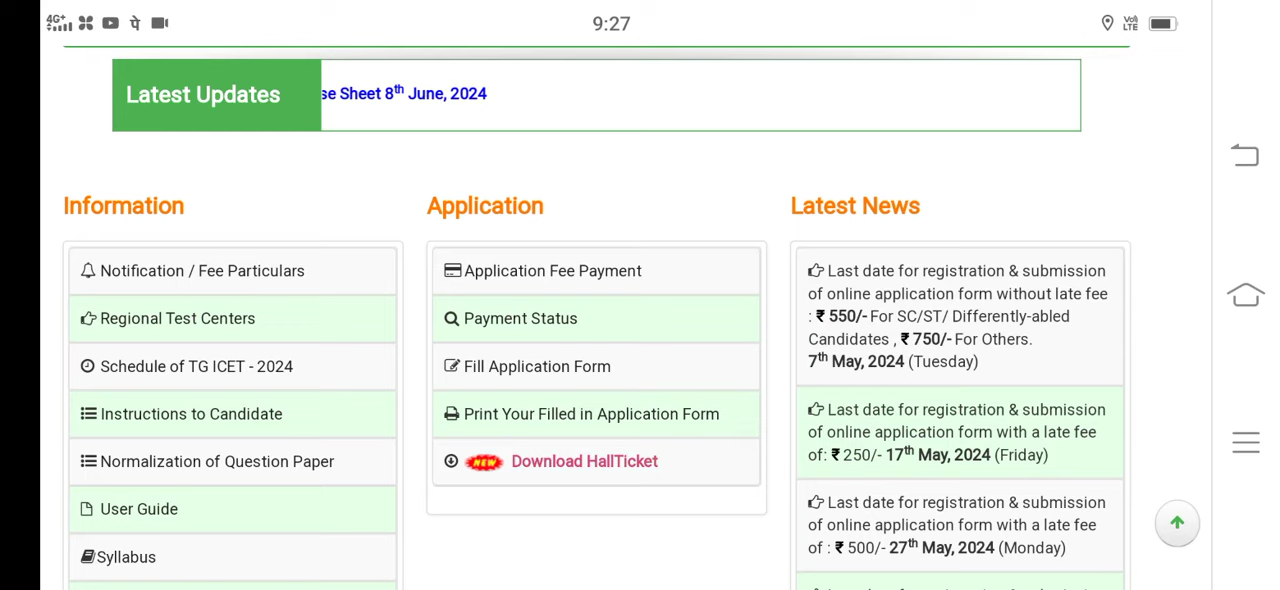 4G+
पे
9:27
Vo)
LTE
Latest Updates
se Sheet 8th June, 2024
Information
Notification / Fee Particulars
Regional Test Centers
Schedule of TG ICET - 2024
Instructions to Candidate
Normalization of Question Paper
User Guide
Syllabus
Application
Application Fee Payment
Payment Status
Fill Application Form
Print Your Filled in Application Form
NEW Download HallTicket
Latest News
Last date for registration & submission
of online application form without late fee
: ₹ 550/- For SC/ST/ Differently-abled
Candidates , ₹ 750/- For Others.
7th May, 2024 (Tuesday)
Last date for registration & submission
of online application form with a late fee
of: ₹ 250/- 17th May, 2024 (Friday)
Last date for registration & submission
of online application form with a late fee
of : ₹ 500/- 27th May, 2024 (Monday)